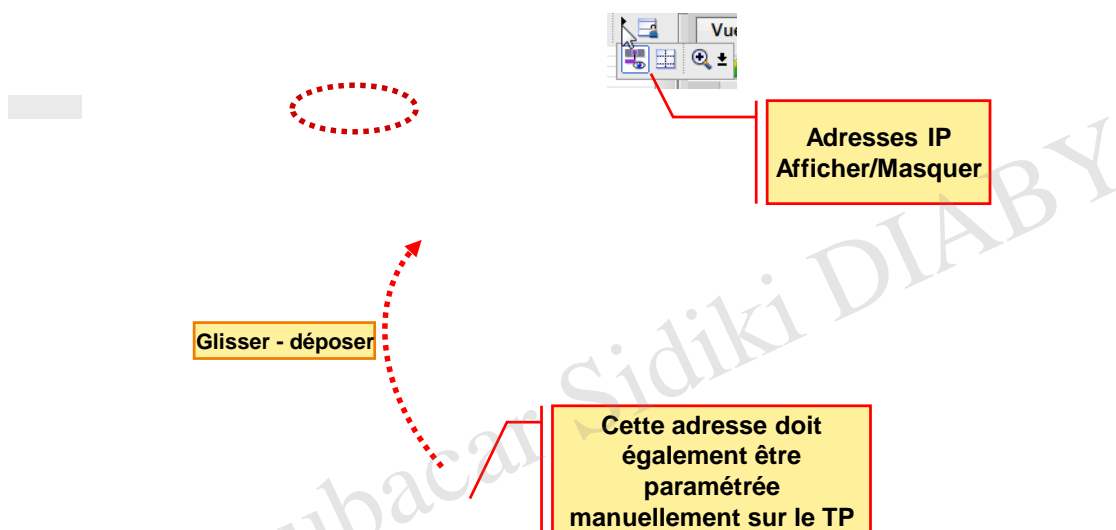 Vue
Adresses IP
Afficher/Masquer
Glisser - déposer
Cette adresse doit
également être
paramétrée
manuellement sur le TP
ubacar Sidiki DIABY